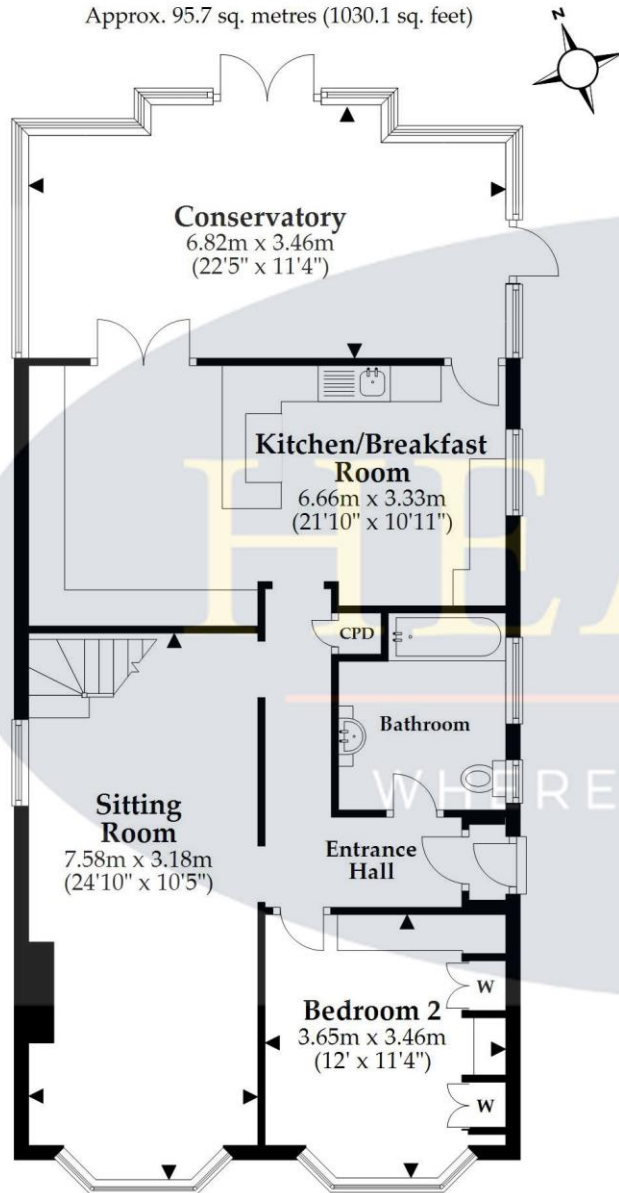 Approx. 95.7 sq. metres (1030.1 sq. feet)
N
Conservatory
6.82m x 3.46m
(22'5" x 11'4")
Kitchen/Breakfast
Room
6.66m x 3.33m
(21'10" x 10'11")
HEA
CPD
Bathroom
WHERE
Sitting
Room
7.58m x 3.18m
(24'10" x 10'5")
Entrance
Hall
Bedroom 2
3.65m x 3.46m
(12' x 11'4")
W
W